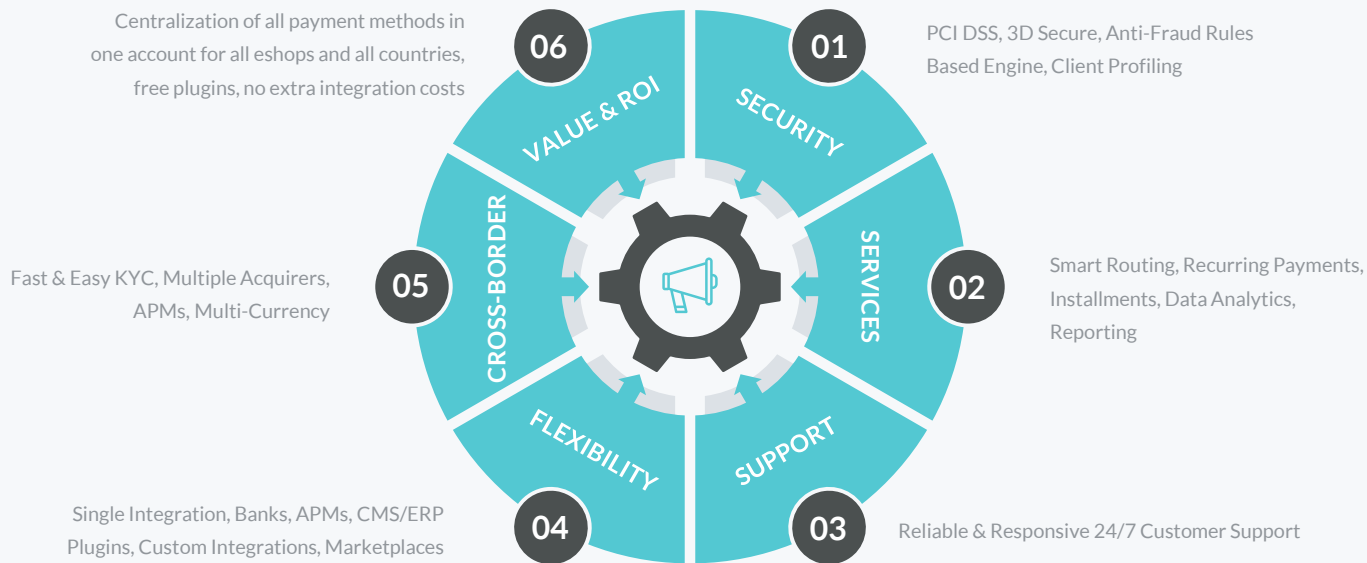 01
SECURITY
PCI DSS, 3D Secure, Anti-Fraud Rules
Based Engine, Client Profiling
02
SERVICES
Smart Routing, Recurring Payments,
Installments, Data Analytics,
Reporting
03
SUPPORT
Reliable & Responsive 24/7 Customer Support
04
FLEXIBILITY
Single Integration, Banks, APMs, CMS/ERP
Plugins, Custom Integrations, Marketplaces
05
CROSS-BORDER
Fast & Easy KYC, Multiple Acquirers,
APMs, Multi-Currency
06
VALUE & ROI
Centralization of all payment methods in
one account for all eshops and all countries,
free plugins, no extra integration costs